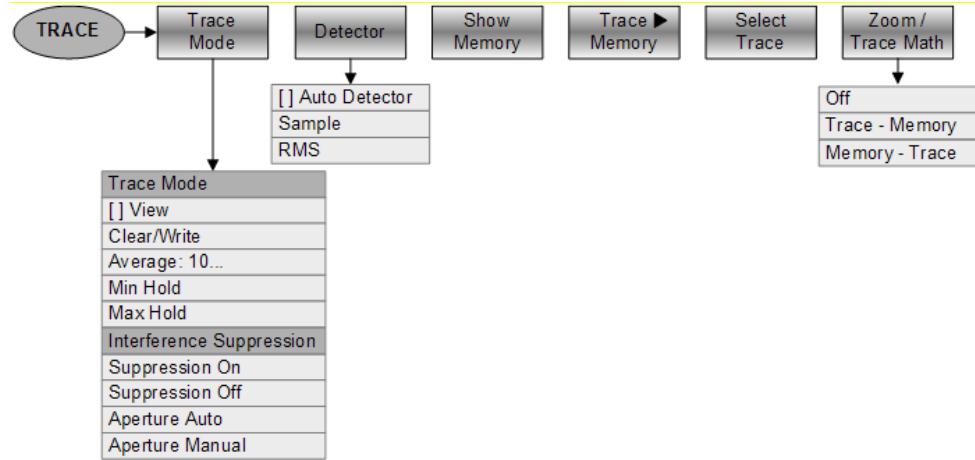 TRACE
Trace
Mode
Detector
Show
Memory
Trace ▶
Memory
Select
Trace
Zoom /
Trace Math
[ ] Auto Detector
Sample
RMS
Off
Trace - Memory
Memory - Trace
Trace Mode
[ ] View
Clear/Write
Average: 10...
Min Hold
Max Hold
Interference Suppression
Suppression On
Suppression Off
Aperture Auto
Aperture Manual